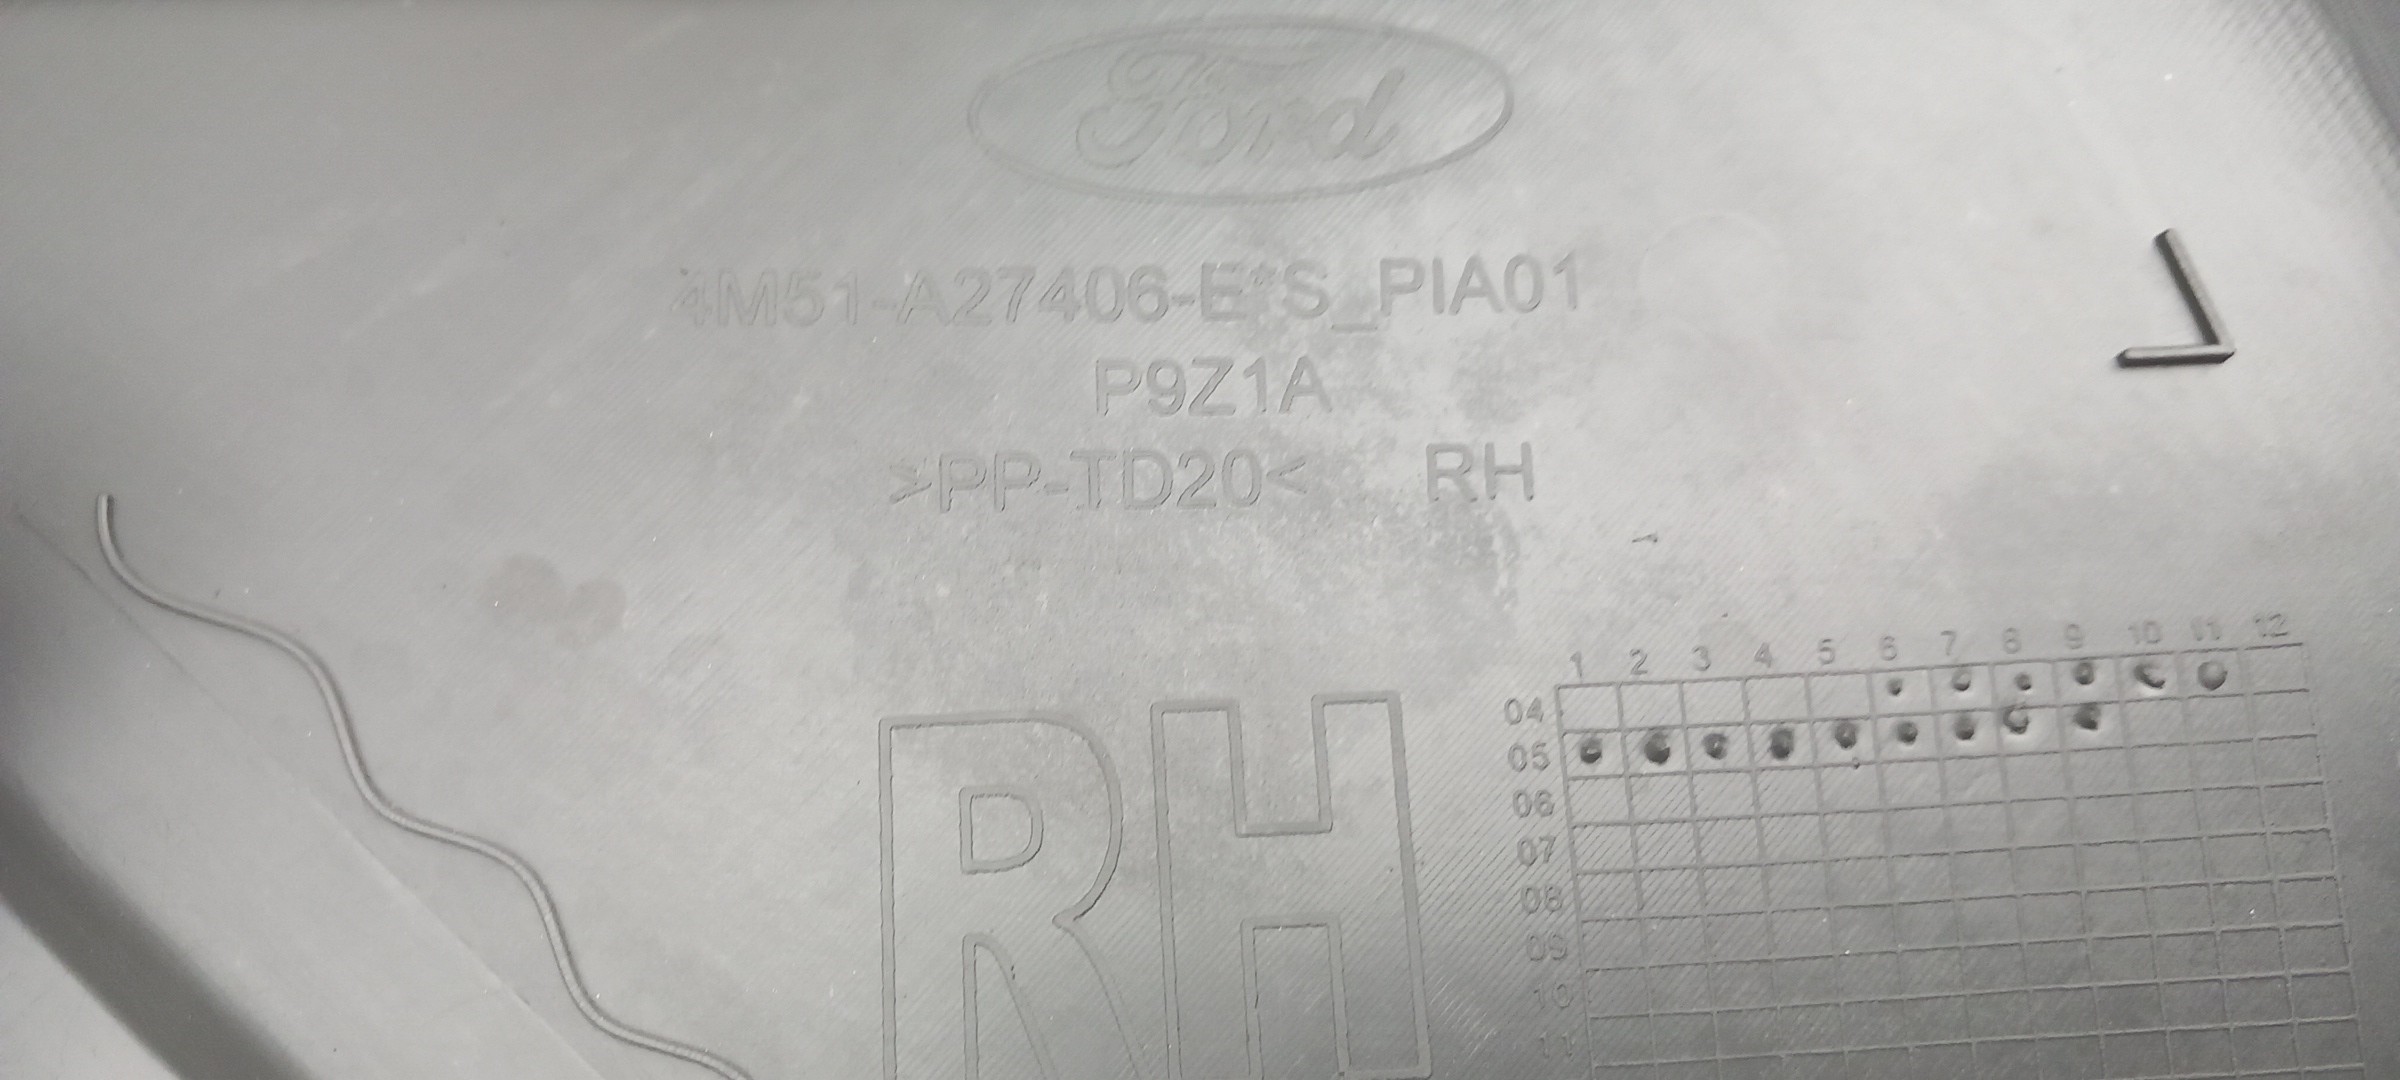 Ford
4M51-A27406-E*S_PIA01
P9Z1A
>PP-TD20< RH
RH
1 2 3 4 5 6 7 8 9 10 11 12
04
05
06
07
08
09
10
11